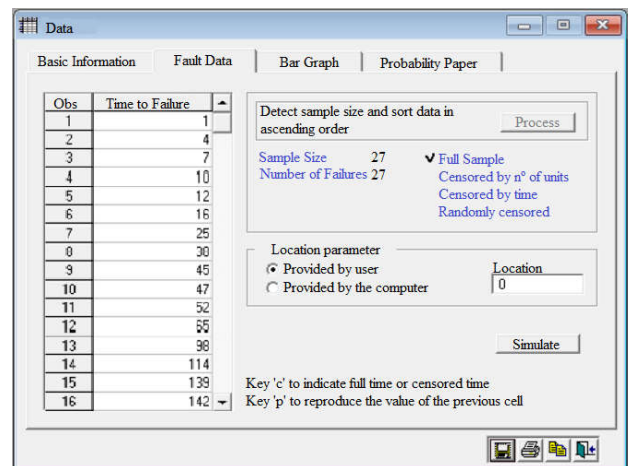 Data
Basic Information Fault Data Bar Graph Probability Paper
Obs Time to Failure
1 1
2 4
3 7
4 10
5 12
6 16
7 25
8 30
9 45
10 47
11 52
12 65
13 98
14 114
15 139
16 142
Detect sample size and sort data in
ascending order
Process
Sample Size 27
Number of Failures 27
Full Sample
Censored by nº of units
Censored by time
Randomly censored
Location parameter
Provided by user
Provided by the computer
Location
0
Simulate
Key 'c' to indicate full time or censored time
Key 'p' to reproduce the value of the previous cell